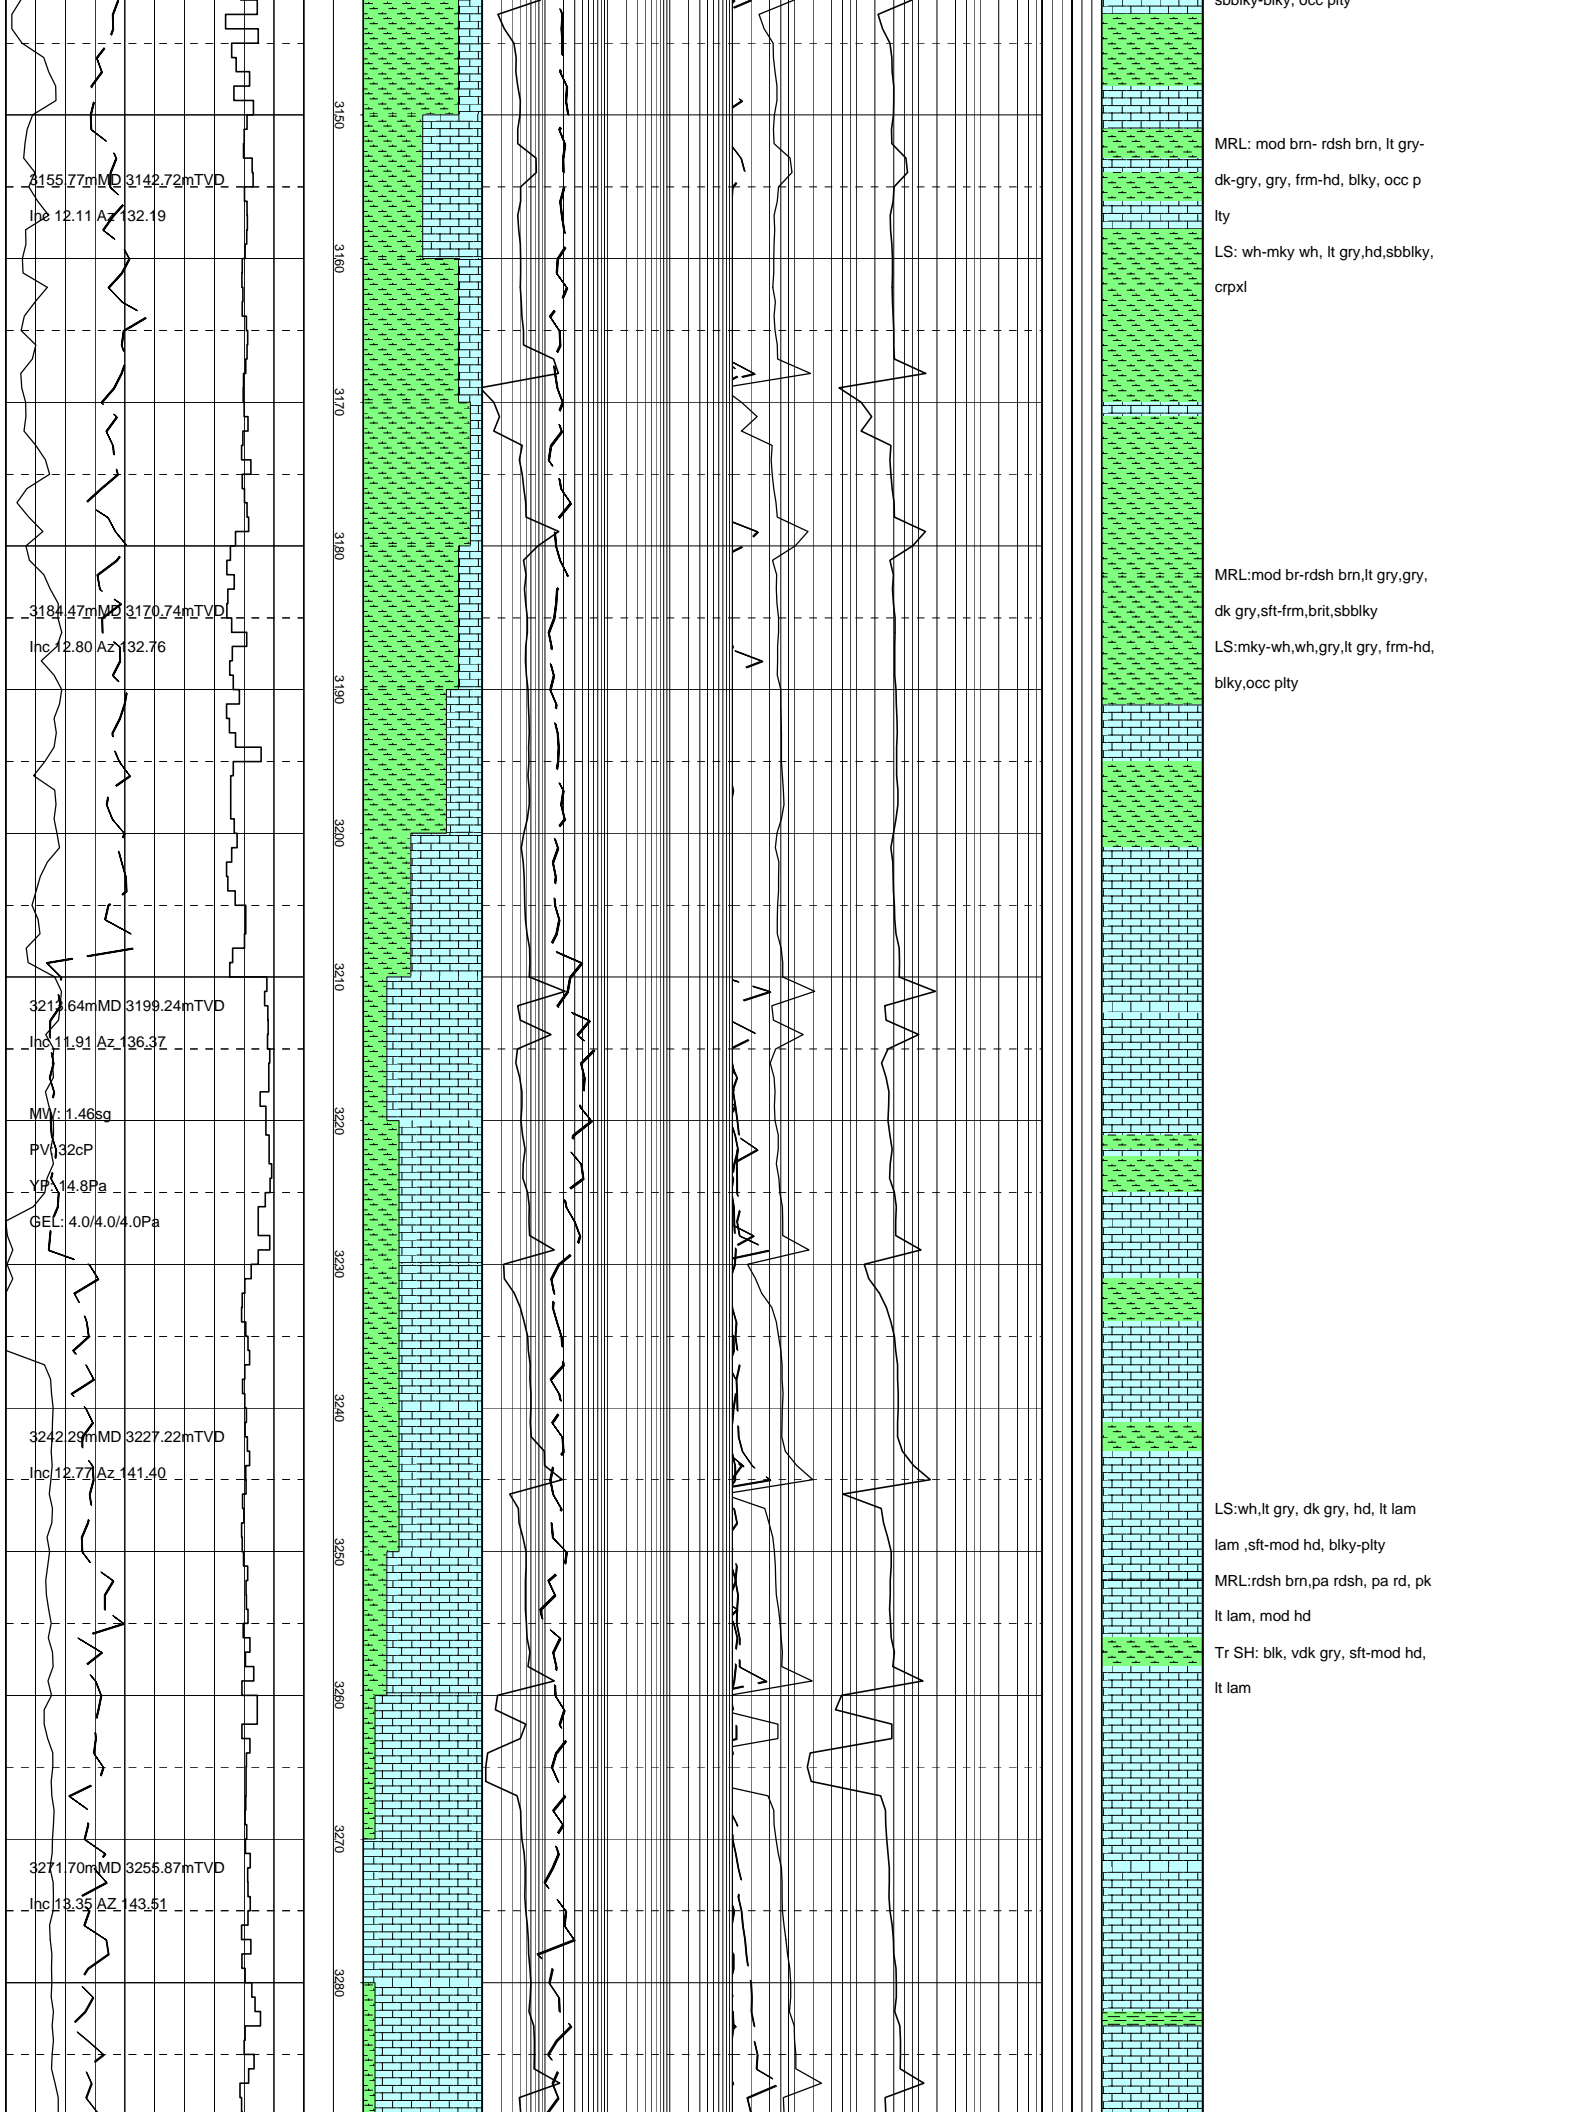 sbblky-blky, occ plty
3150
MRL: mod brn- rdsh brn, lt gry-
3155.77mMD 3142.72mTVD
dk-gry, gry, frm-hd, blky, occ p
Inc 12.11 Az 132.19
lty
LS: wh-mky wh, lt gry,hd,sbblky,
3160
crpxl
3170
3180
MRL:mod br-rdsh brn,lt gry,gry,
3184.47mMD 3170.74mTVD
dk gry,sft-frm,brit,sbblky
Inc 12.80 Az 132.76
LS:mky-wh,wh,gry,lt gry, frm-hd,
blky,occ plty
3190
3200
3210
3213.64mMD 3199.24mTVD
Inc 11.91 Az 136.37
MW: 1.46sg
3220
PV: 32cP
YP: 14.8Pa
GEL: 4.0/4.0/4.0Pa
3230
3240
3242.29mMD 3227.22mTVD
Inc 12.77 Az 141.40
LS:wh,lt gry, dk gry, hd, lt lam
lam ,sft-mod hd, blky-plty
3250
MRL:rdsh brn,pa rdsh, pa rd, pk
lt lam, mod hd
Tr SH: blk, vdk gry, sft-mod hd,
lt lam
3260
3270
3271.70mMD 3255.87mTVD
Inc 13.35 AZ 143.51
3280